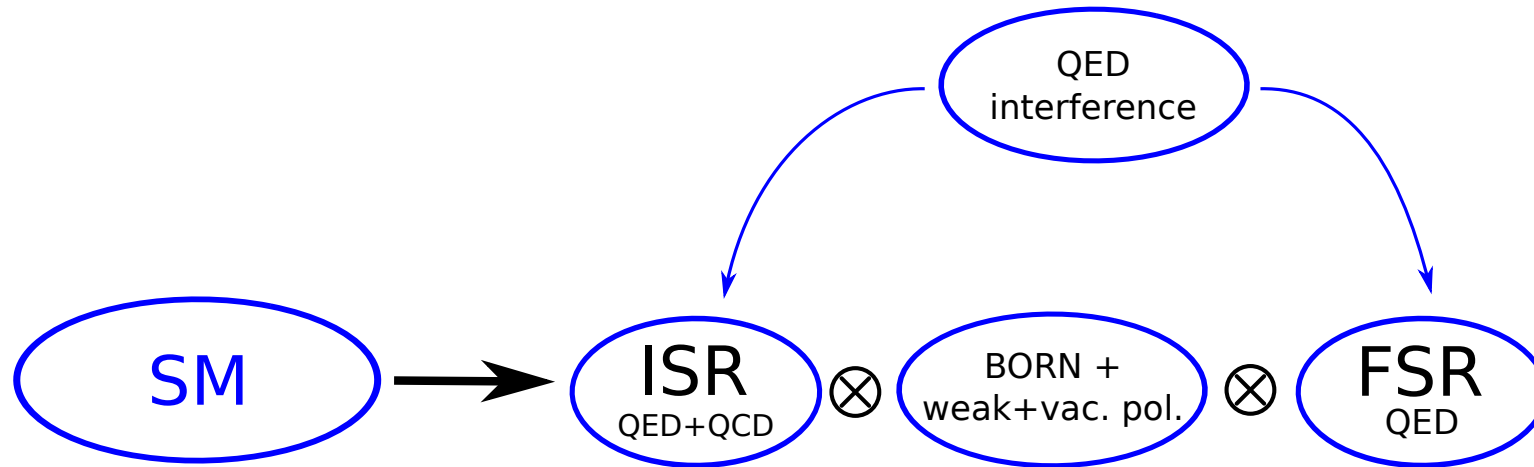 QED
interference
SM
ISR
QED+QCD
⊗
BORN +
weak+vac. pol.
⊗
FSR
QED